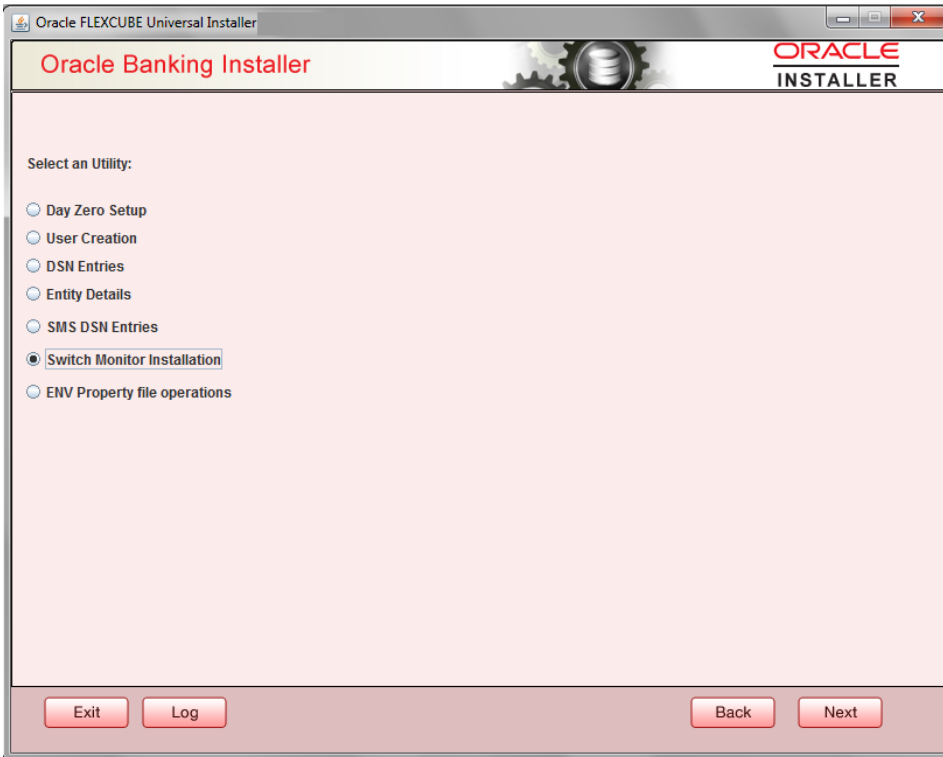 Oracle FLEXCUBE Universal Installer
Oracle Banking Installer
ORACLE
INSTALLER
Select an Utility:
Day Zero Setup
User Creation
DSN Entries
Entity Details
SMS DSN Entries
Switch Monitor Installation
ENV Property file operations
Exit
Log
Back
Next